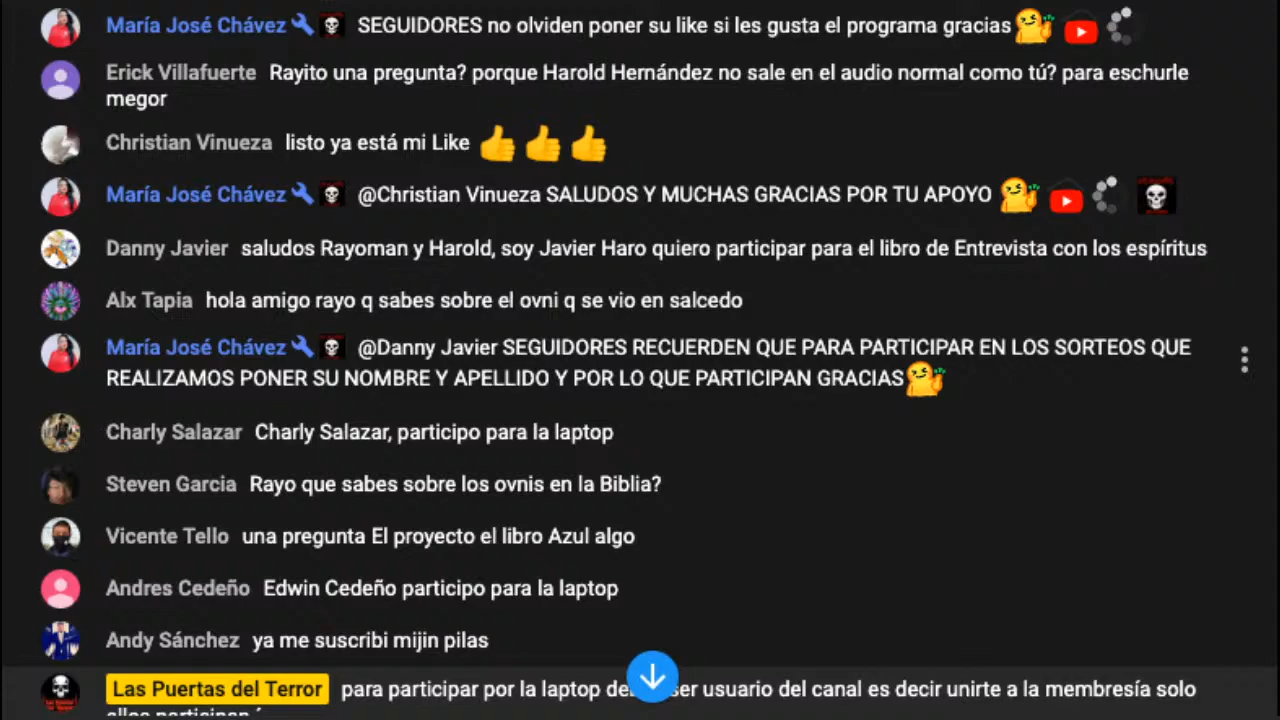 María José Chávez SEGUIDORES no olviden poner su like si les gusta el programa gracias
Erick Villafuerte Rayito una pregunta? porque Harold Hernández no sale en el audio normal como tú? para eschurle
megor
Christian Vinueza listo ya está mi Like
María José Chávez @Christian Vinueza SALUDOS Y MUCHAS GRACIAS POR TU APOYO
Danny Javier saludos Rayoman y Harold, soy Javier Haro quiero participar para el libro de Entrevista con los espíritus
Alx Tapia hola amigo rayo q sabes sobre el ovni q se vio en salcedo
María José Chávez @Danny Javier SEGUIDORES RECUERDEN QUE PARA PARTICIPAR EN LOS SORTEOS QUE
REALIZAMOS PONER SU NOMBRE Y APELLIDO Y POR LO QUE PARTICIPAN GRACIAS
Charly Salazar Charly Salazar, participo para la laptop
Steven Garcia Rayo que sabes sobre los ovnis en la Biblia?
Vicente Tello una pregunta El proyecto el libro Azul algo
Andres Cedeño Edwin Cedeño participo para la laptop
Andy Sánchez ya me suscribi mijin pilas
Las Puertas del Terror para participar por la laptop ser usuario del canal es decir unirte a la membresía solo